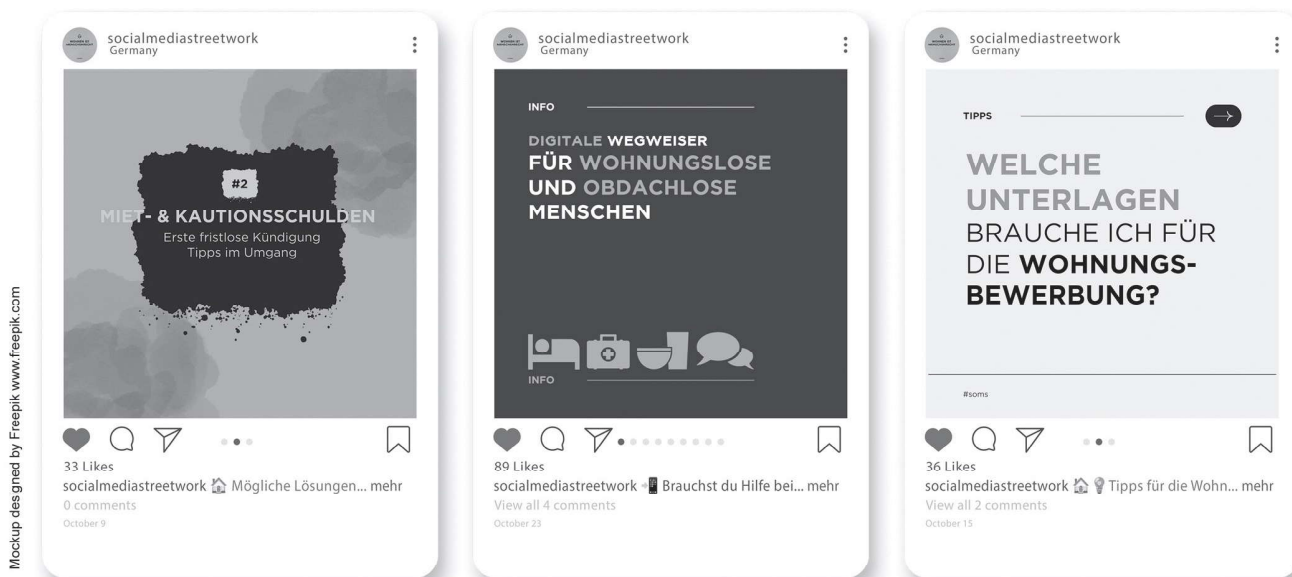 Mockup designed by Freepik www.freepik.com
socialmediastreetwork
Germany
#2
MIET- & KAUTIONSSCHULDEN
Erste fristlose Kündigung
Tipps im Umgang
33 Likes
socialmediastreetwork 🏠 Mögliche Lösungen... mehr
0 comments
October 9
socialmediastreetwork
Germany
INFO
DIGITALE WEGWEISER
FÜR WOHNUNGSLOSE
UND OBDACHLOSE
MENSCHEN
INFO
89 Likes
socialmediastreetwork 📲 Brauchst du Hilfe bei... mehr
View all 4 comments
October 23
socialmediastreetwork
Germany
TIPPS
WELCHE
UNTERLAGEN
BRAUCHE ICH FÜR
DIE WOHNUNGS-
BEWERBUNG?
#soms
36 Likes
socialmediastreetwork 🏠 💡 Tipps für die Wohn... mehr
View all 2 comments
October 15